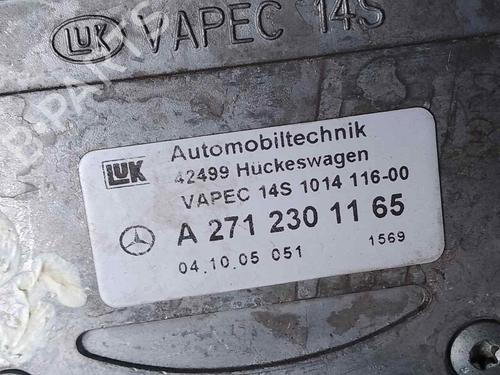 LUK VAPEC 14S
LUK Automobiltechnik
42499 Hückeswagen
VAPEC 14S 1014 116-00
A 271 230 11 65
04.10.05 051 1569